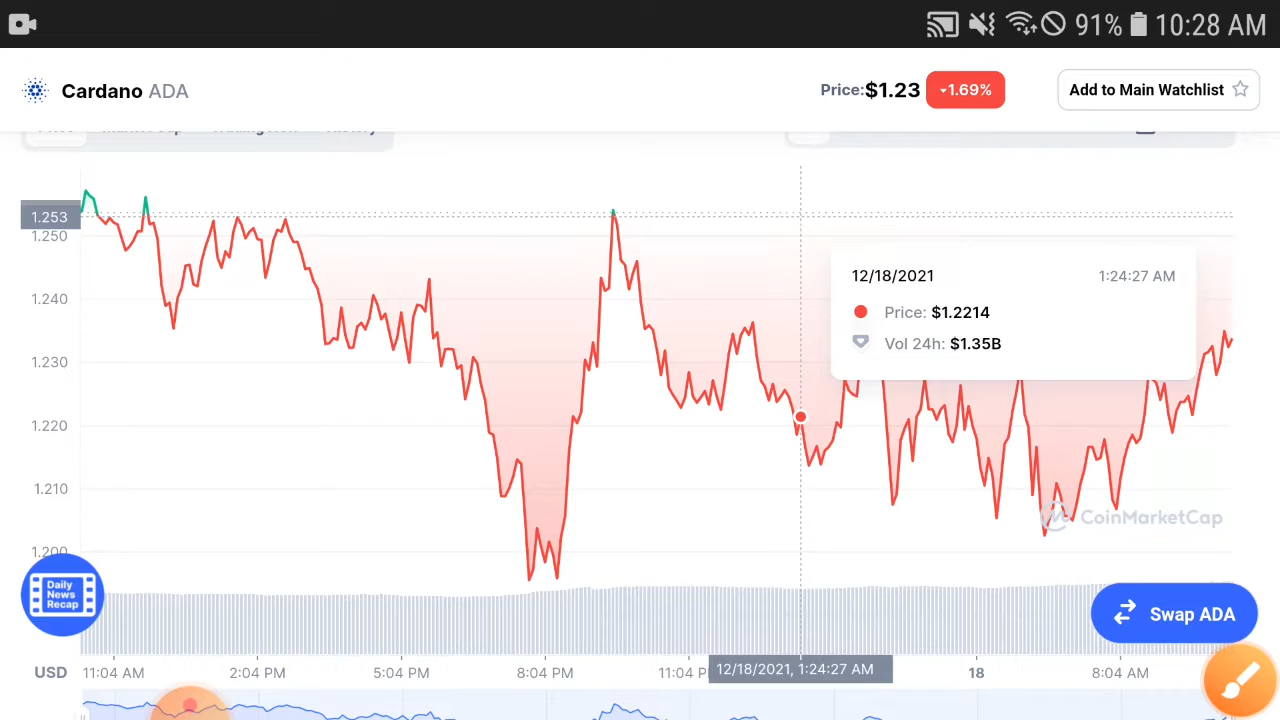 91% 10:28 AM
Cardano ADA
Price: $1.23 1.69%
Add to Main Watchlist
1.253
1.250
1.240
1.230
1.220
1.210
1.200
12/18/2021 1:24:27 AM
Price: $1.2214
Vol 24h: $1.35B
CoinMarketCap
Daily
News
Recap
Swap ADA
USD 11:04 AM 2:04 PM 5:04 PM 8:04 PM 11:04 P 12/18/2021, 1:24:27 AM 18 8:04 AM